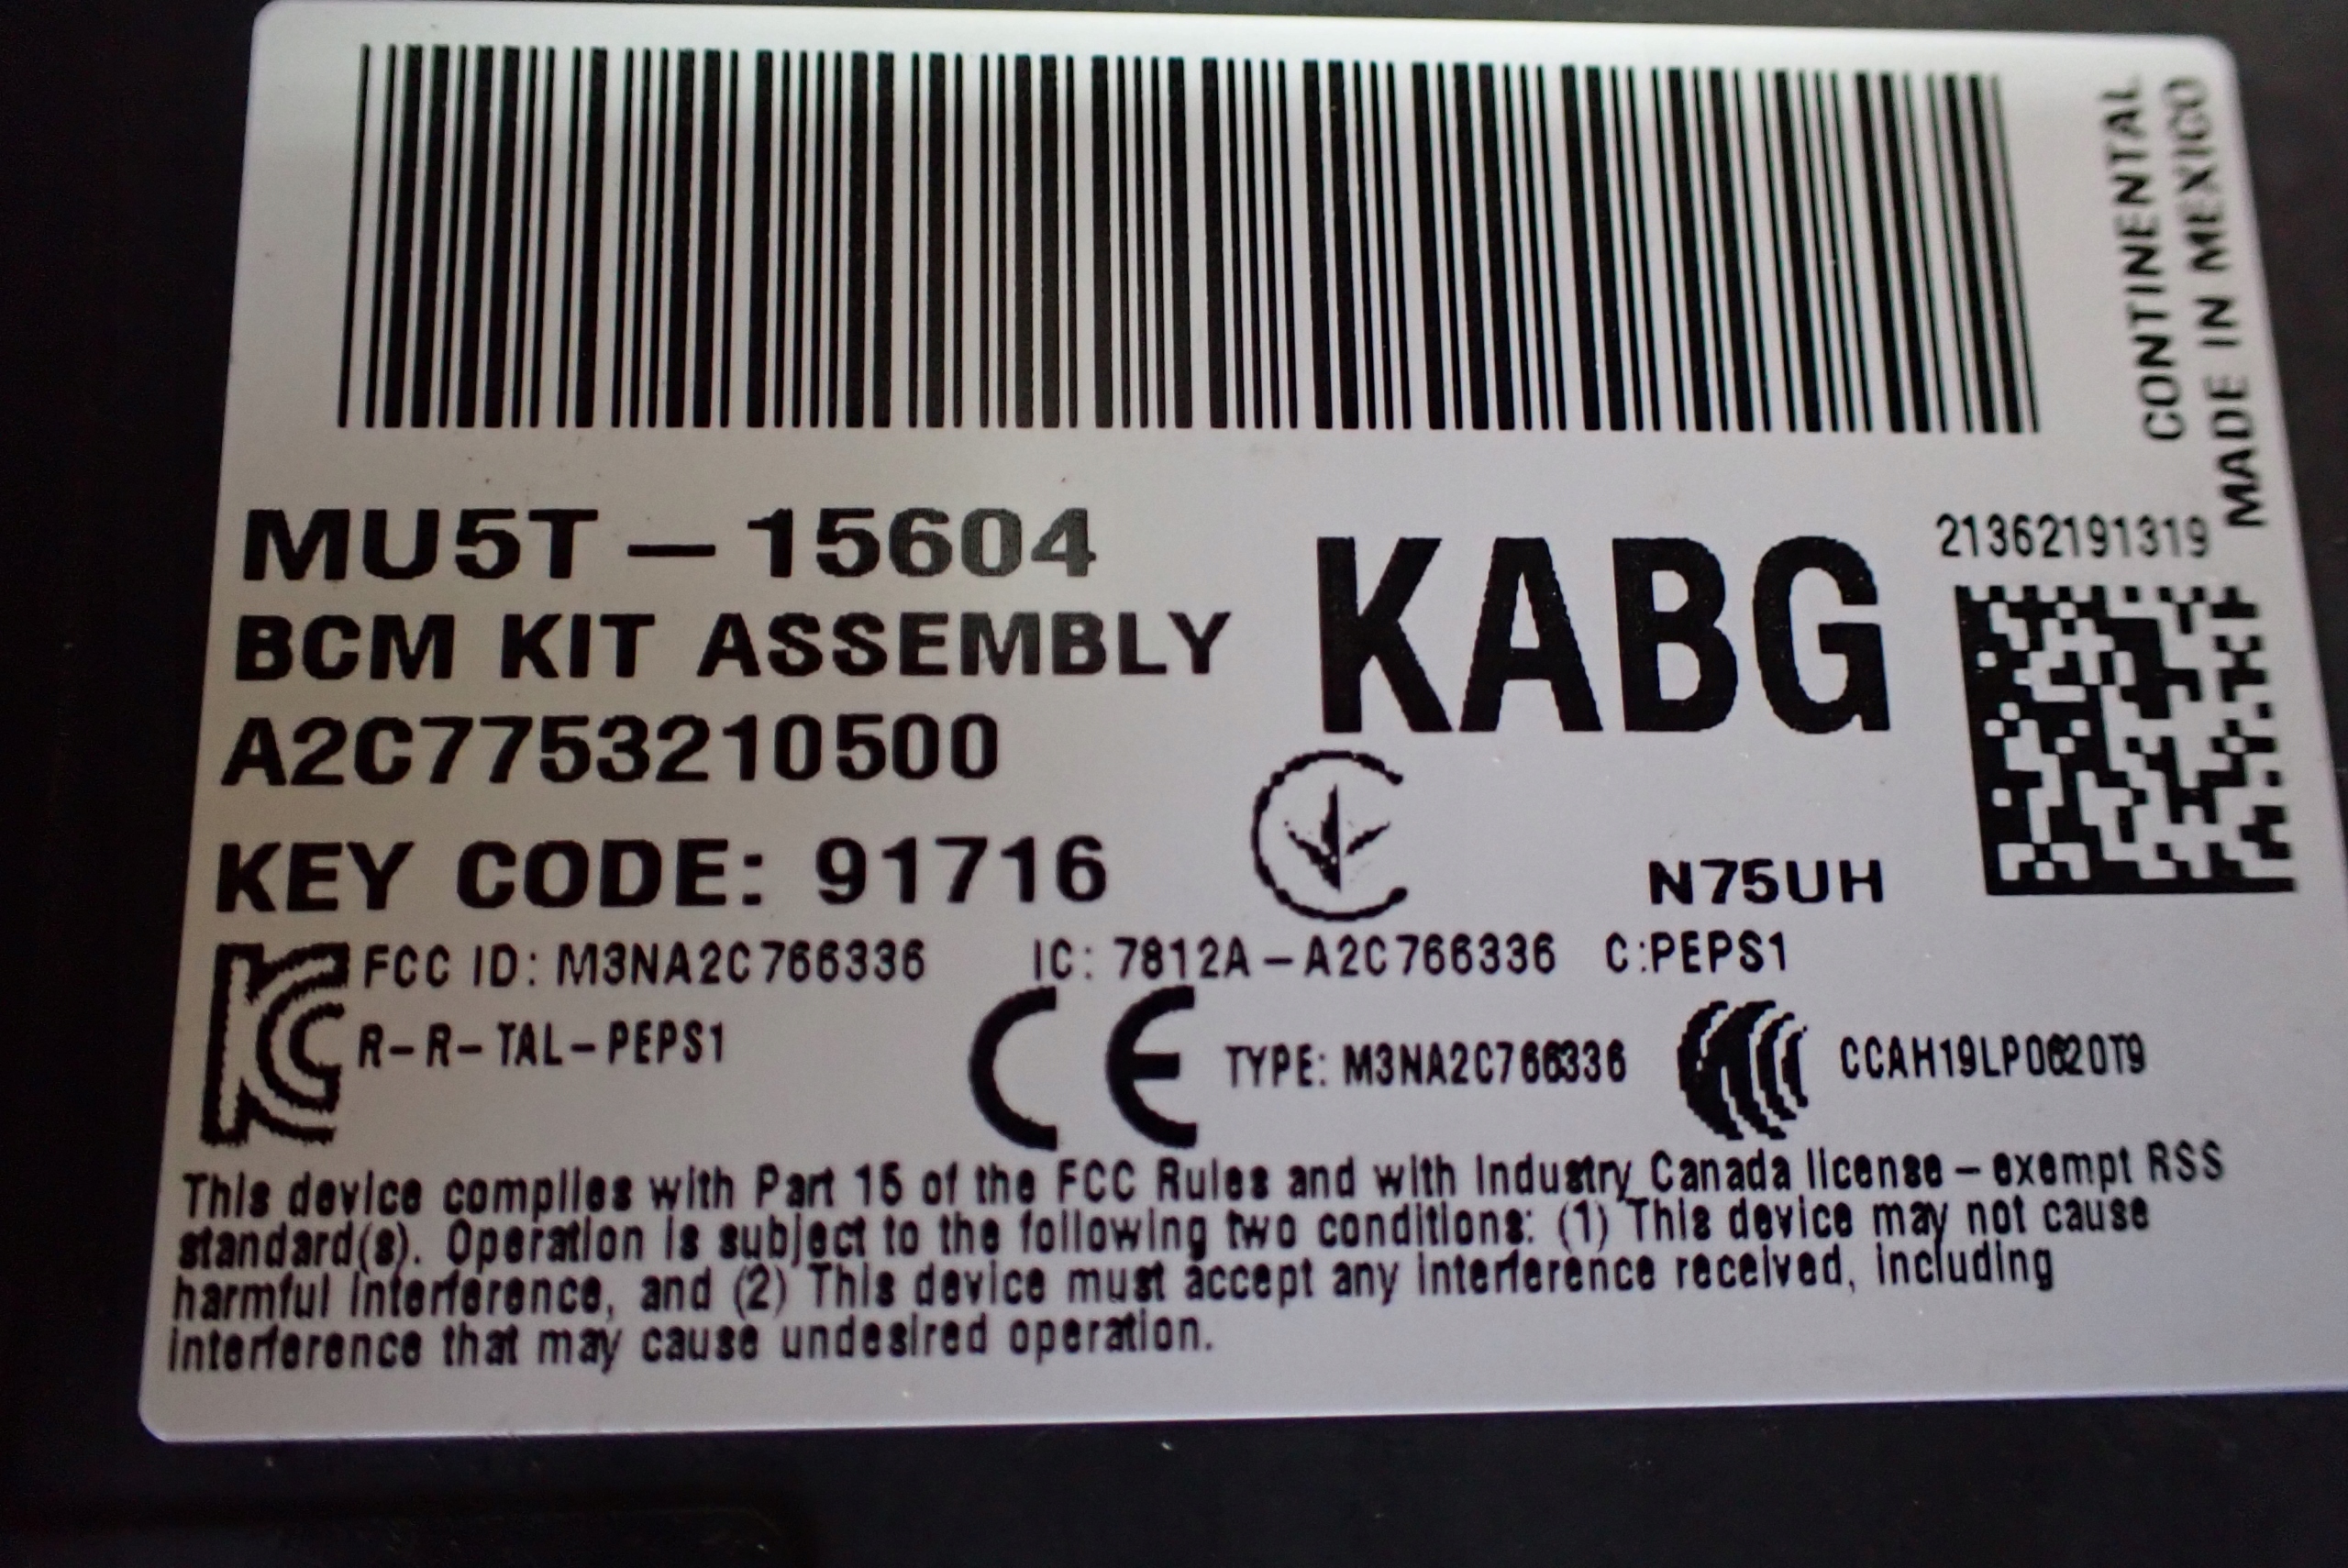 CONTINENTAL
MADE IN MEXICO
MU5T-15604
KABG
21362191319
BCM KIT ASSEMBLY
A2C7753210500
KEY CODE: 91716
N75UH
FCC ID: M3NA2C766336 IC: 7812A-A2C766336 C:PEPS1
R-R-TAL-PEPS1
CE
TYPE: M3NA2C766336
CCAH19LP0620T9
This device complies with Part 15 of the FCC Rules and with Industry Canada license-exempt RSS
standard(s). Operation is subject to the following two conditions: (1) This device may not cause
harmful interference, and (2) This device must accept any interference received, including
interference that may cause undesired operation.